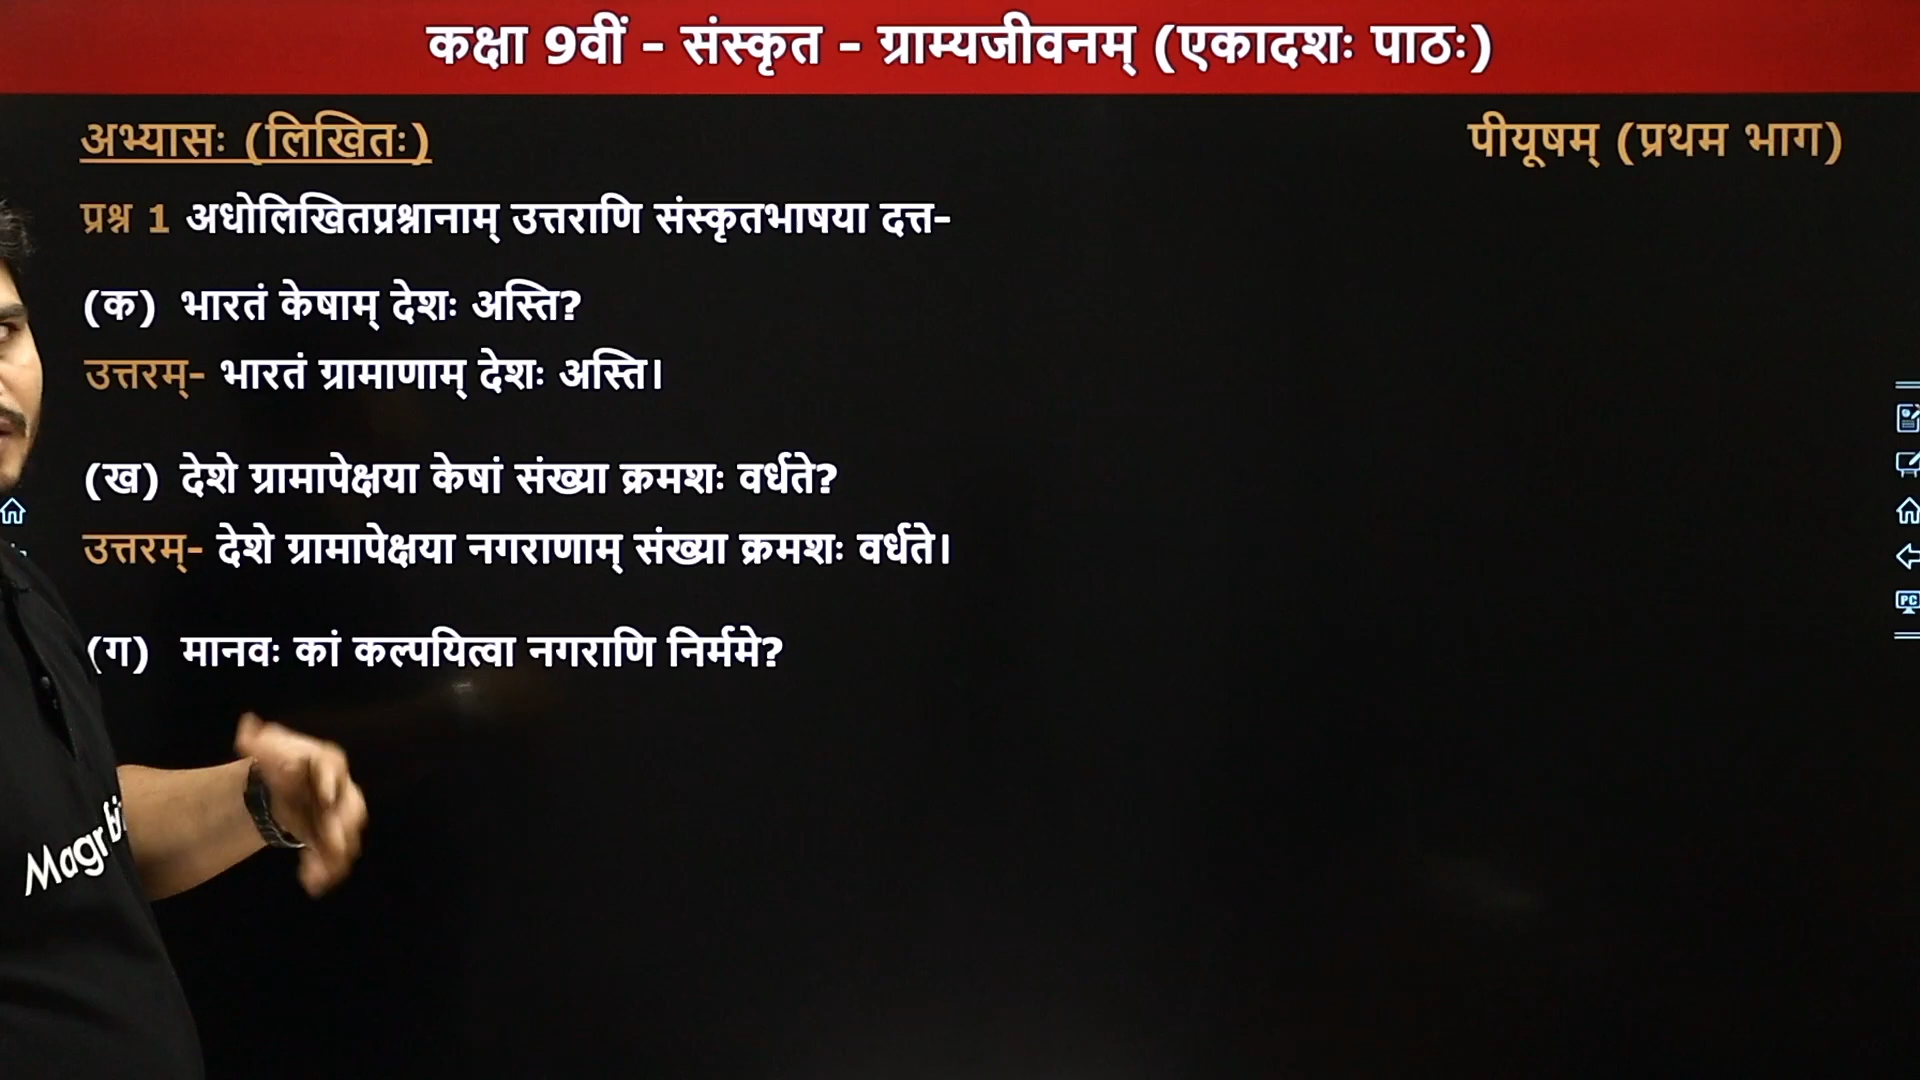 कक्षा 9वीं - संस्कृत - ग्राम्यजीवनम् (एकादशः पाठः)
अभ्यासः (लिखितः)
पीयूषम् (प्रथम भाग)
प्रश्न 1 अधोलिखितप्रश्नानाम् उत्तराणि संस्कृतभाषया दत्त-
(क) भारतं केषाम् देशः अस्ति?
उत्तरम्- भारतं ग्रामाणाम् देशः अस्ति।
(ख) देशे ग्रामापेक्षया केषां संख्या क्रमशः वर्धते?
उत्तरम्- देशे ग्रामापेक्षया नगराणाम् संख्या क्रमशः वर्धते।
(ग) मानवः कां कल्पयित्वा नगराणि निर्ममे?
PC